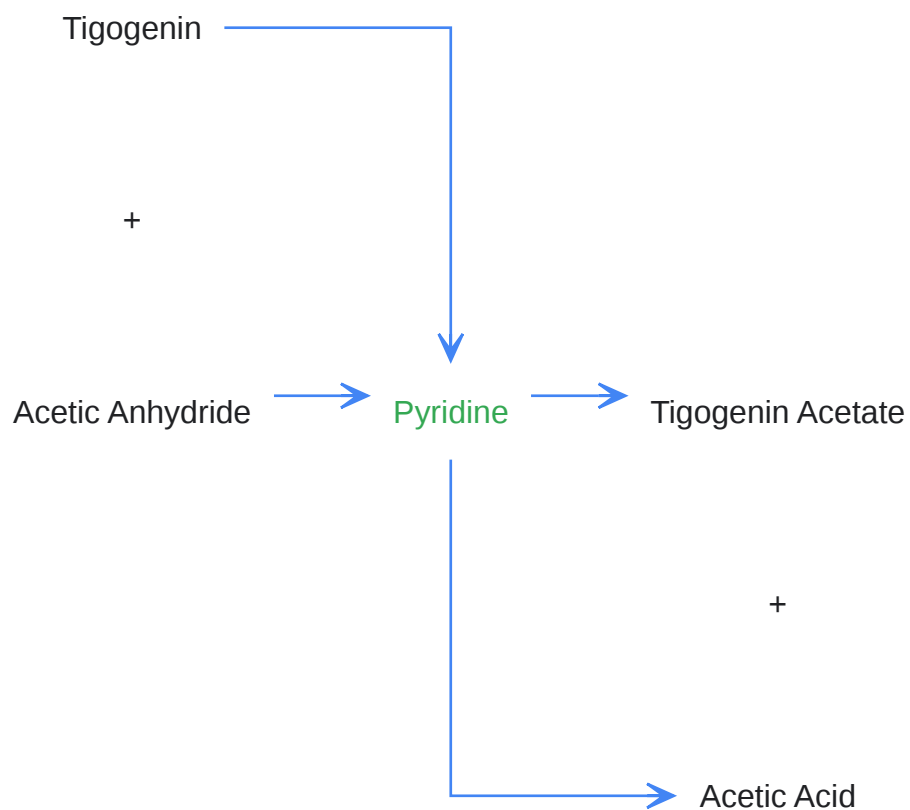 Tigogenin
+
Acetic Anhydride
Pyridine
Tigogenin Acetate
+
Acetic Acid